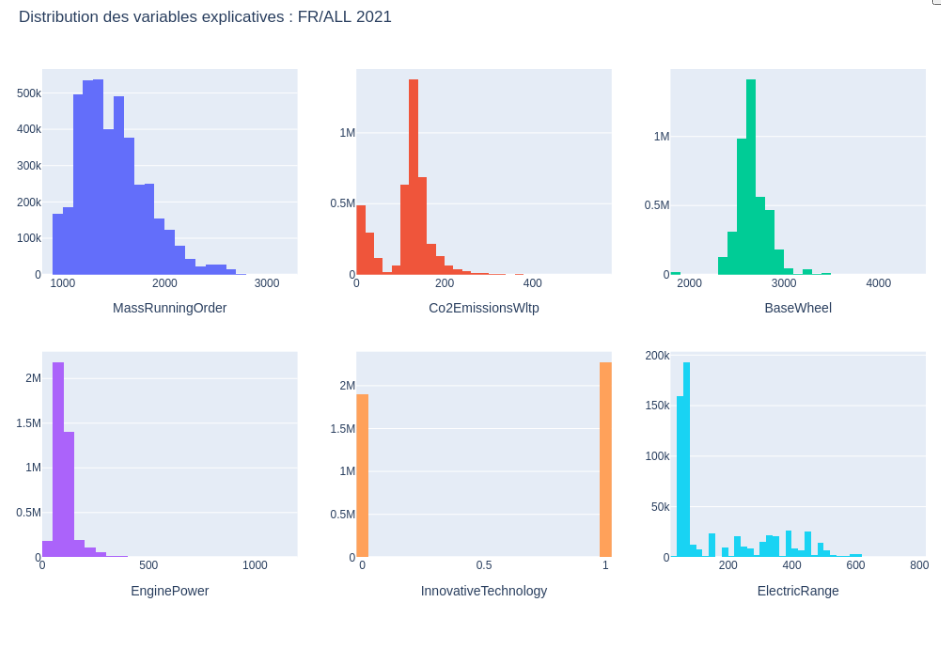 Distribution des variables explicatives : FR/ALL 2021
500k
400k
300k
200k
100k
0
1000 2000 3000
MassRunningOrder
1M
0.5M
0
0 200 400
Co2EmissionsWltp
1M
0.5M
0
2000 3000 4000
BaseWheel
2M
1.5M
1M
0.5M
0
0 500 1000
EnginePower
2M
1.5M
1M
0.5M
0
0 0.5 1
InnovativeTechnology
200k
150k
100k
50k
0
200 400 600 800
ElectricRange